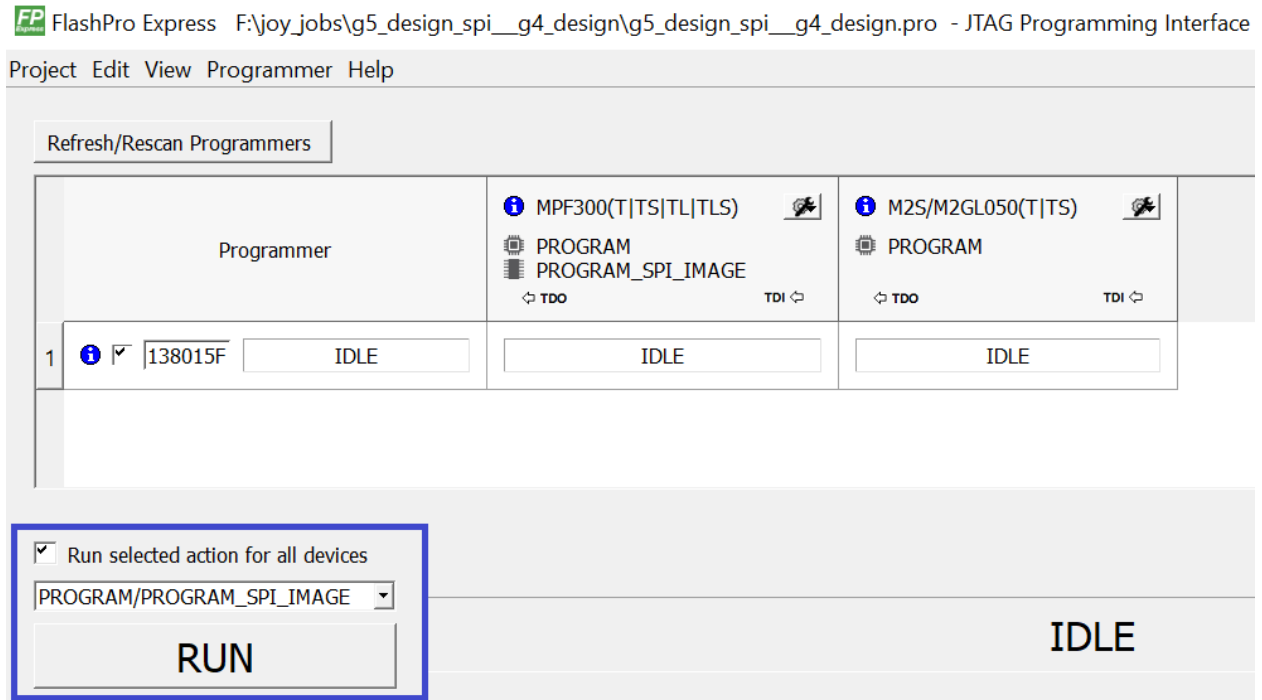 FP Express FlashPro Express F:\joy_jobs\g5_design_spi__g4_design\g5_design_spi__g4_design.pro - JTAG Programming Interface
Project Edit View Programmer Help
Refresh/Rescan Programmers
Programmer
MPF300(T|TS|TL|TLS)
PROGRAM
PROGRAM_SPI_IMAGE
TDO TDI
M2S/M2GL050(T|TS)
PROGRAM
TDO TDI
1 138015F IDLE IDLE IDLE
Run selected action for all devices
PROGRAM/PROGRAM_SPI_IMAGE
RUN
IDLE